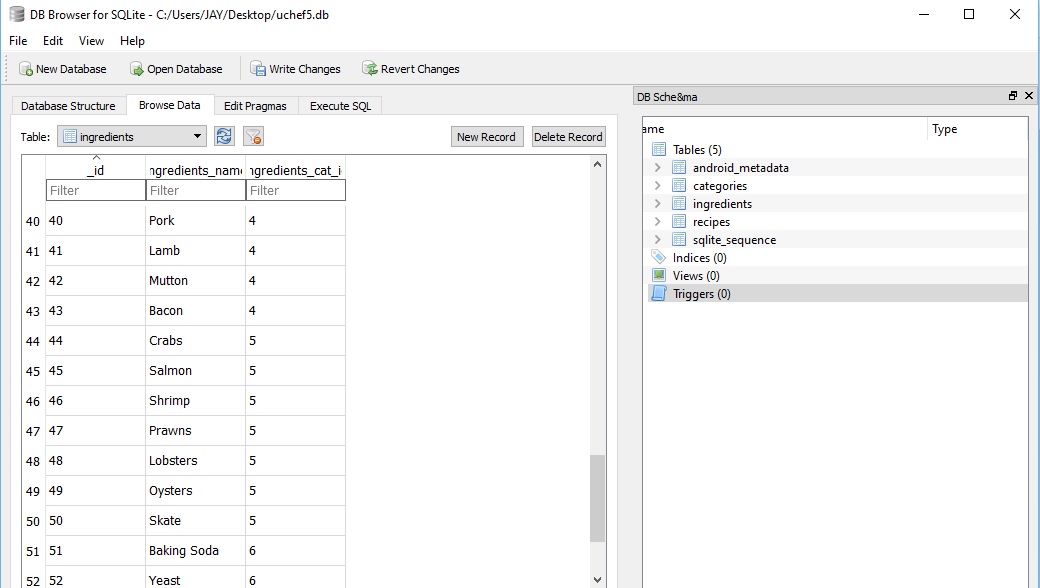 DB Browser for SQLite - C:/Users/JAY/Desktop/uchef5.db
File Edit View Help
New Database Open Database Write Changes Revert Changes
Database Structure Browse Data Edit Pragmas Execute SQL
Table: ingredients New Record Delete Record
_id ingredients_name ingredients_cat_i
Filter Filter Filter
40 40 Pork 4
41 41 Lamb 4
42 42 Mutton 4
43 43 Bacon 4
44 44 Crabs 5
45 45 Salmon 5
46 46 Shrimp 5
47 47 Prawns 5
48 48 Lobsters 5
49 49 Oysters 5
50 50 Skate 5
51 51 Baking Soda 6
52 52 Yeast 6
DB Sche&ma
ame Type
Tables (5)
android_metadata
categories
ingredients
recipes
sqlite_sequence
Indices (0)
Views (0)
Triggers (0)